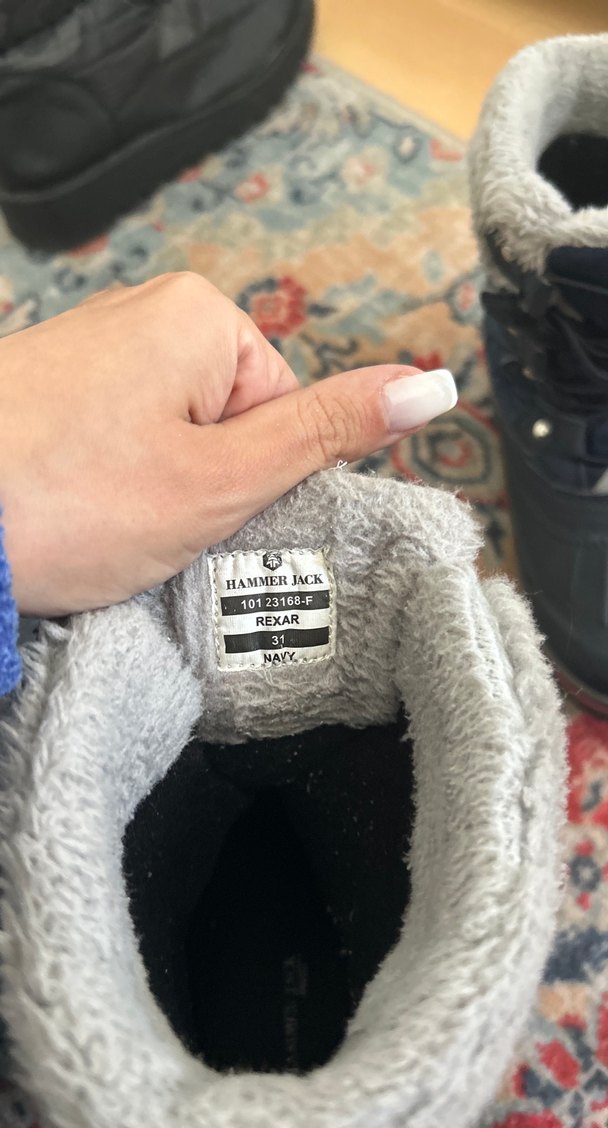 HAMMER JACK
101 23168-F
REXAR
31
NAVY